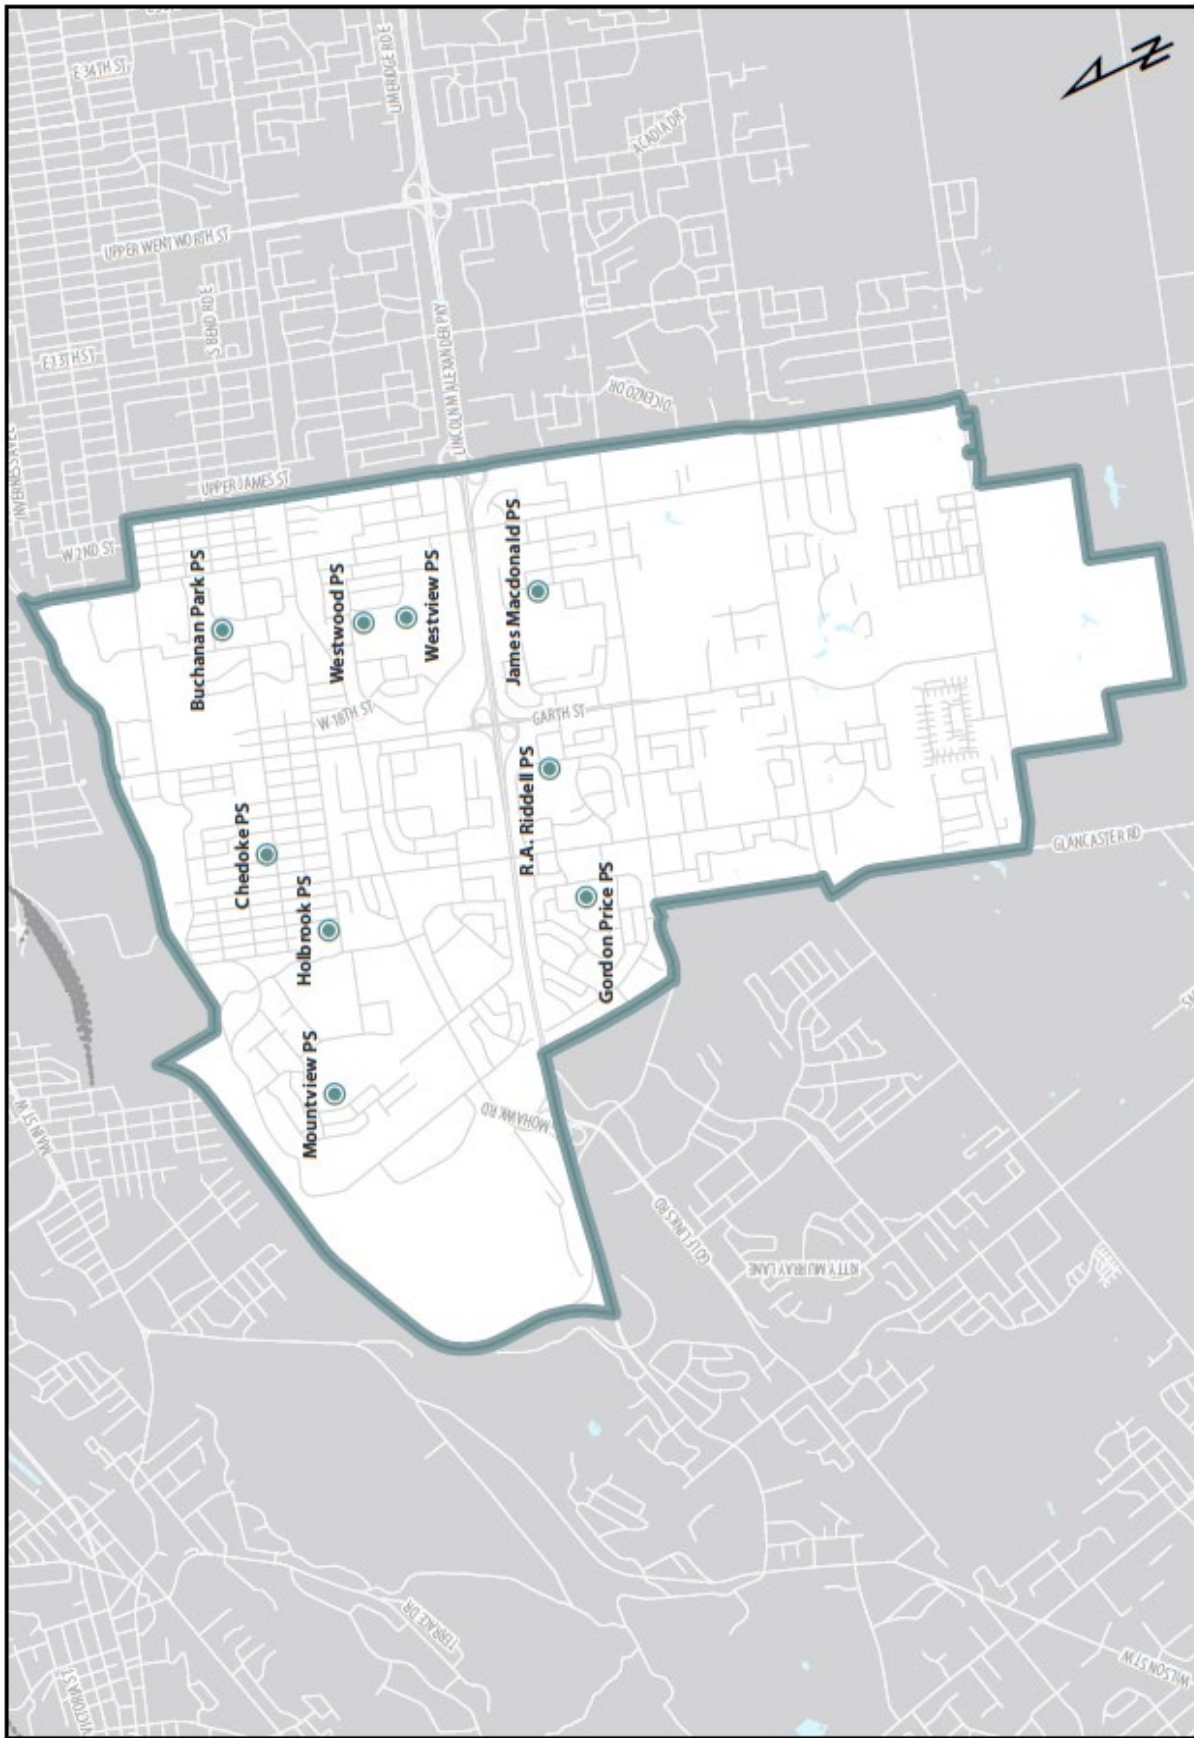 E 34TH ST
LIMERIDGE RD E
ACADIA DR
N
UPPER WENTWORTH ST
S BEND RD E
E 13TH ST
LINCOLN M ALEXANDER PKY
DICENZO DR
UPPER JAMES ST
W 2ND ST
Buchanan Park PS
Westwood PS
Westview PS
James Macdonald PS
W 18TH ST
GARTH ST
R.A. Riddell PS
Chedoke PS
Holbrook PS
Gordon Price PS
GLANCASTER RD
Mountview PS
MOHAWK RD
MAIN ST W
GOLF LINKS RD
KITTY MURRAY LANE
TERRACE DR
VICTORIA ST
WILSON ST W